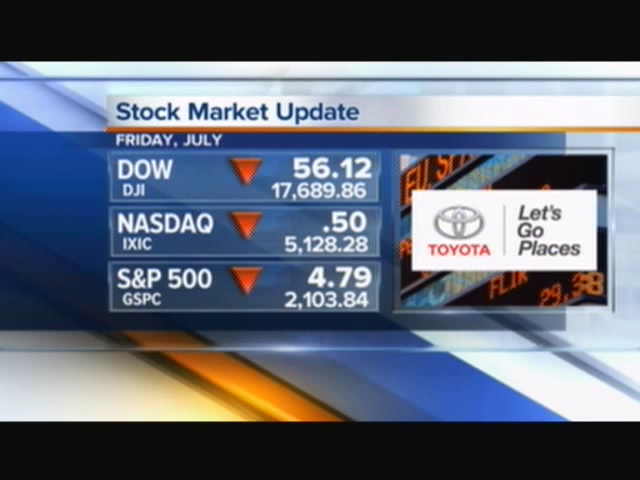 Stock Market Update
FRIDAY, JULY
DOW 56.12
DJI 17,689.86
NASDAQ .50
IXIC 5,128.28
S&P 500 4.79
GSPC 2,103.84
TOYOTA
Let's
Go
Places
FLIR